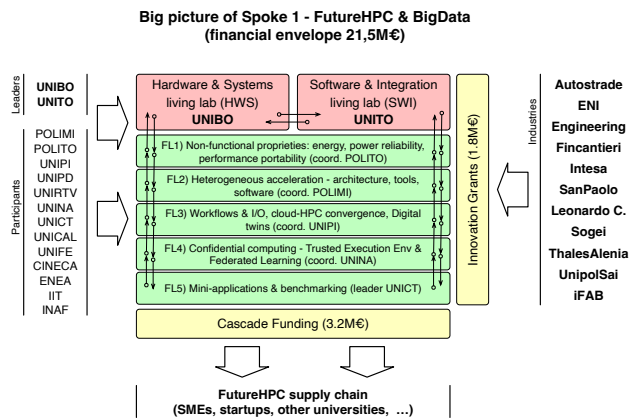 Big picture of Spoke 1 - FutureHPC & BigData
(financial envelope 21,5M€)
Leaders
UNIBO
UNITO
Participants
POLIMI
POLITO
UNIPI
UNIPD
UNIRTV
UNINA
UNICT
UNICAL
UNIFE
CINECA
ENEA
IIT
INAF
Hardware & Systems
living lab (HWS)
UNIBO
Software & Integration
living lab (SWI)
UNITO
FL1) Non-functional proprieties: energy, power reliability,
performance portability (coord. POLITO)
FL2) Heterogeneous acceleration - architecture, tools,
software (coord. POLIMI)
FL3) Workflows & I/O, cloud-HPC convergence, Digital
twins (coord. UNIPI)
FL4) Confidential computing - Trusted Execution Env &
Federated Learning (coord. UNINA)
FL5) Mini-applications & benchmarking (leader UNICT)
Cascade Funding (3.2M€)
Innovation Grants (1.8M€)
Industries
Autostrade
ENI
Engineering
Fincantieri
Intesa
SanPaolo
Leonardo C.
Sogei
ThalesAlenia
UnipolSai
iFAB
FutureHPC supply chain
(SMEs, startups, other universities, …)